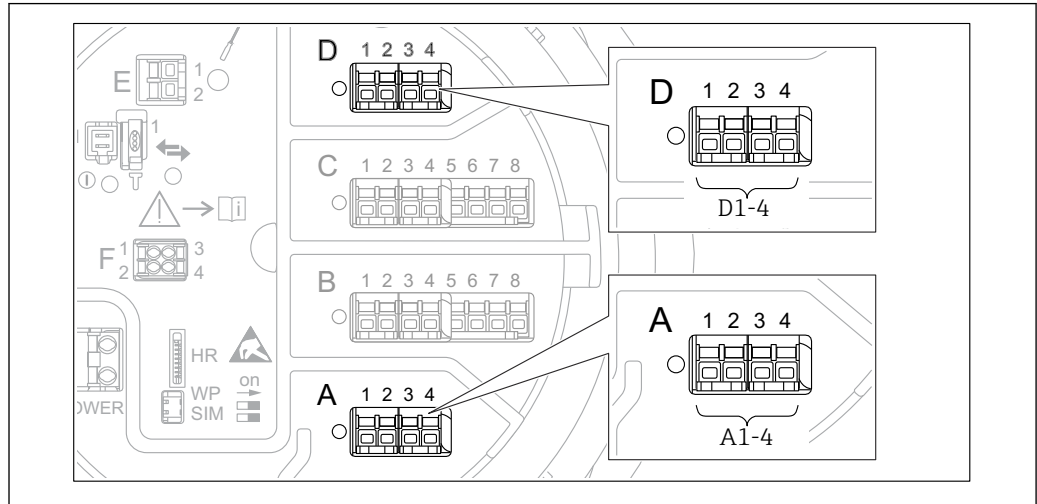 D 1 2 3 4
E 1
2
1
D
1 2 3 4
D1-4
C 1 2 3 4 5 6 7 8
i
F 1 3
2 4
B 1 2 3 4 5 6 7 8
A
1 2 3 4
A1-4
HR
WP on
SIM
OWER
A 1 2 3 4